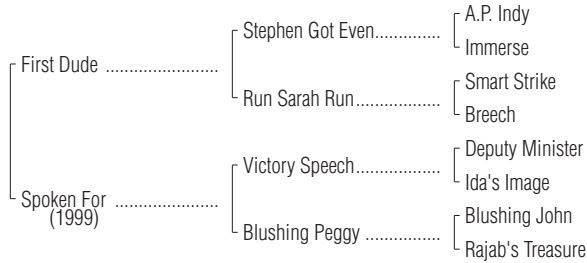 A.P. Indy
Stephen Got Even..............
Immerse
First Dude .......................
Smart Strike
Run Sarah Run.................
Breech
Deputy Minister
Victory Speech.................
Ida's Image
Spoken For .....................
(1999)
Blushing John
Blushing Peggy ...............
Rajab's Treasure